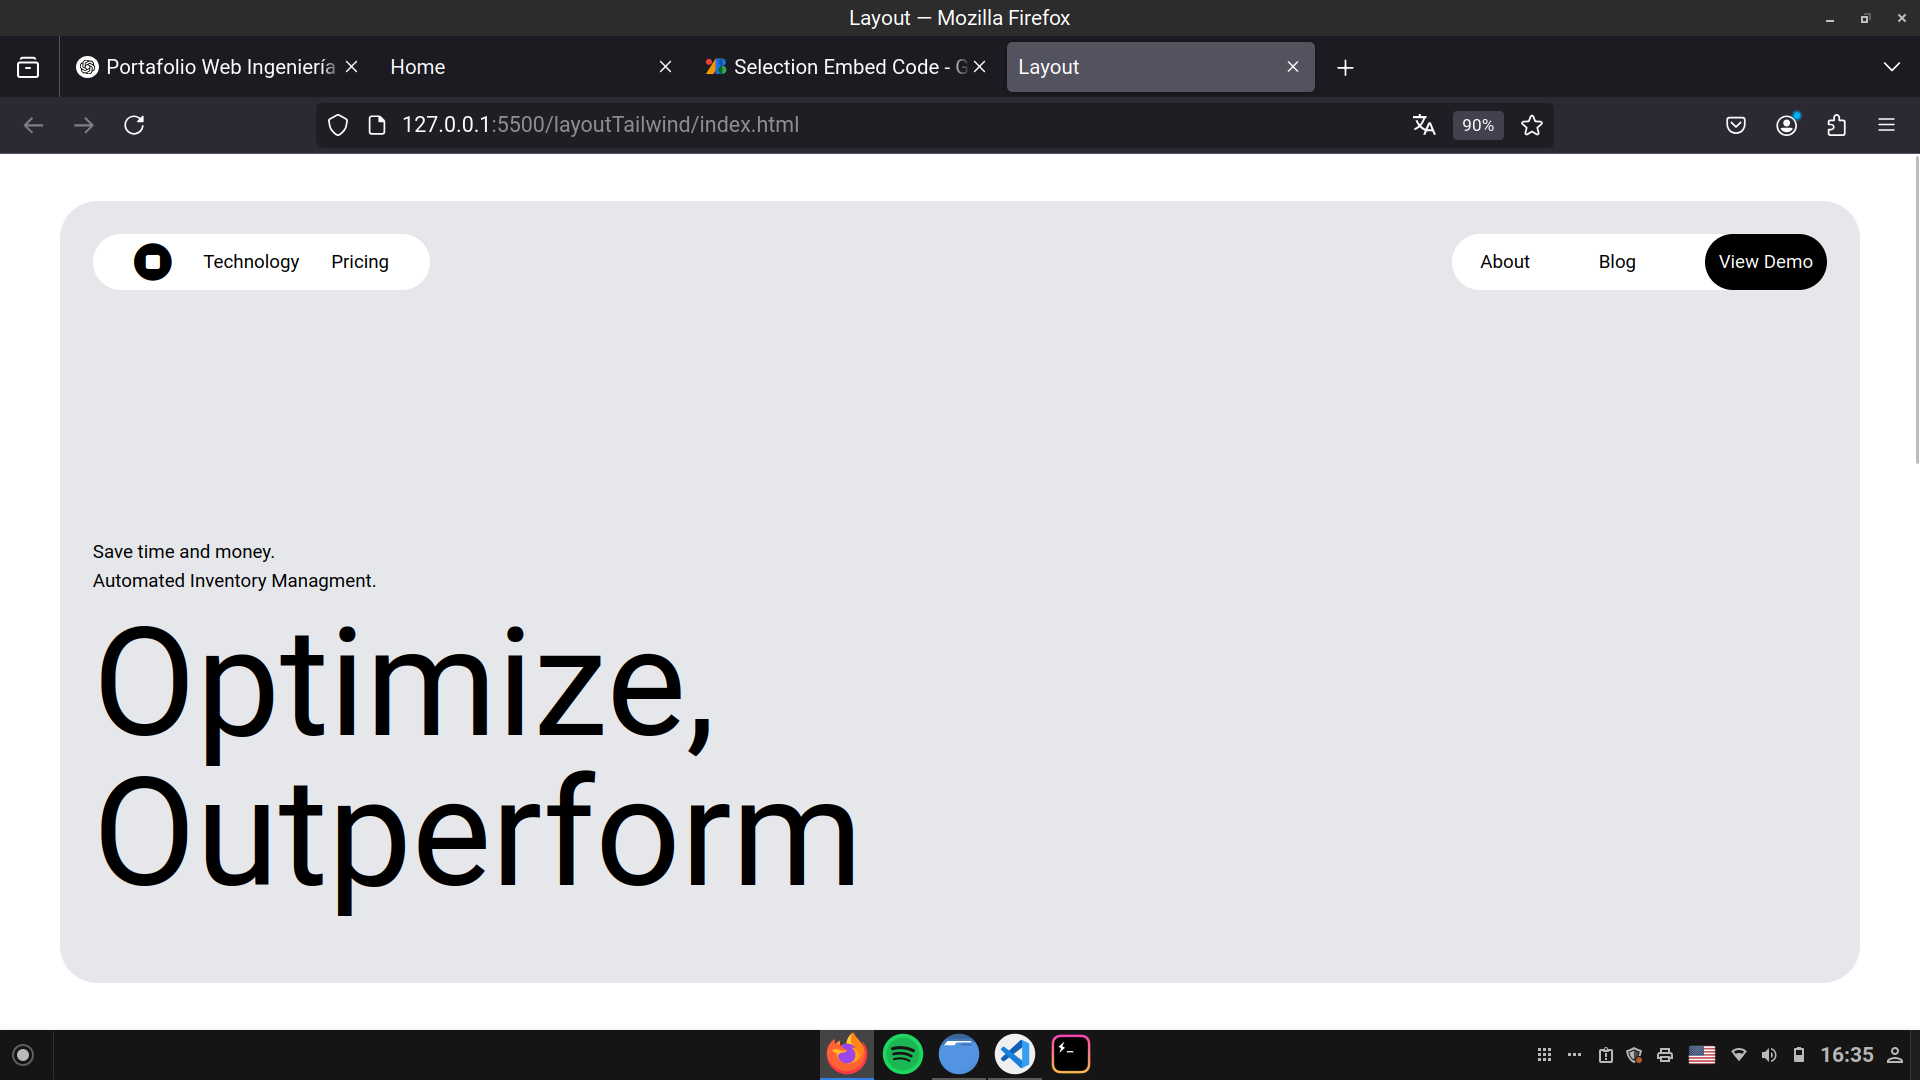 Layout — Mozilla Firefox
Portafolio Web Ingeniería
Home
Selection Embed Code - G
Layout
127.0.0.1:5500/layoutTailwind/index.html
90%
Technology
Pricing
About
Blog
View Demo
Save time and money.
Automated Inventory Managment.
Optimize,
Outperform
16:35